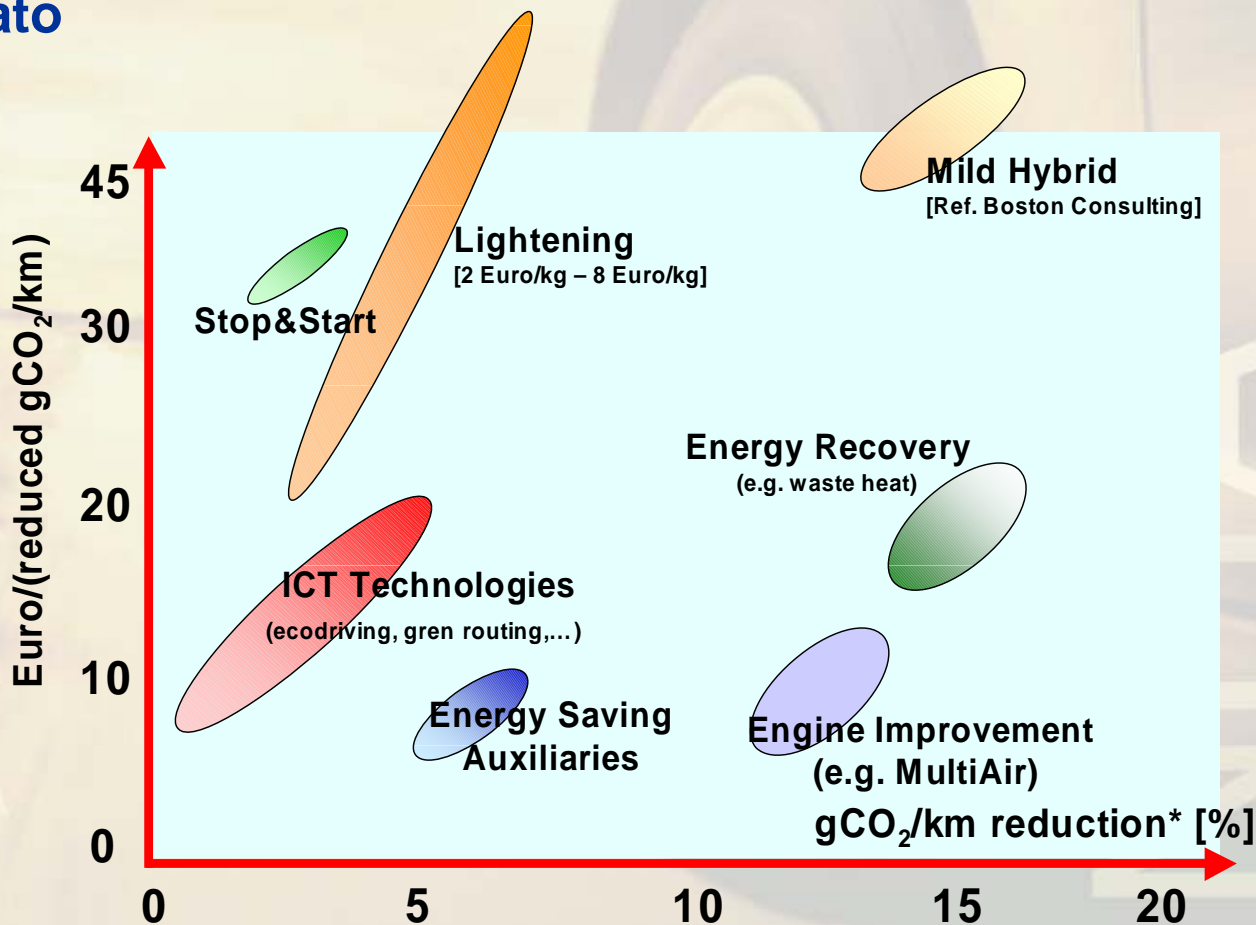 ato
45
Mild Hybrid
[Ref. Boston Consulting]
Lightening
[2 Euro/kg – 8 Euro/kg]
Stop&Start
30
Euro/(reduced gCO₂/km)
Energy Recovery
(e.g. waste heat)
20
ICT Technologies
(ecodriving, gren routing,...)
10
Energy Saving
Auxiliaries
Engine Improvement
(e.g. MultiAir)
gCO₂/km reduction* [%]
0
0 5 10 15 20